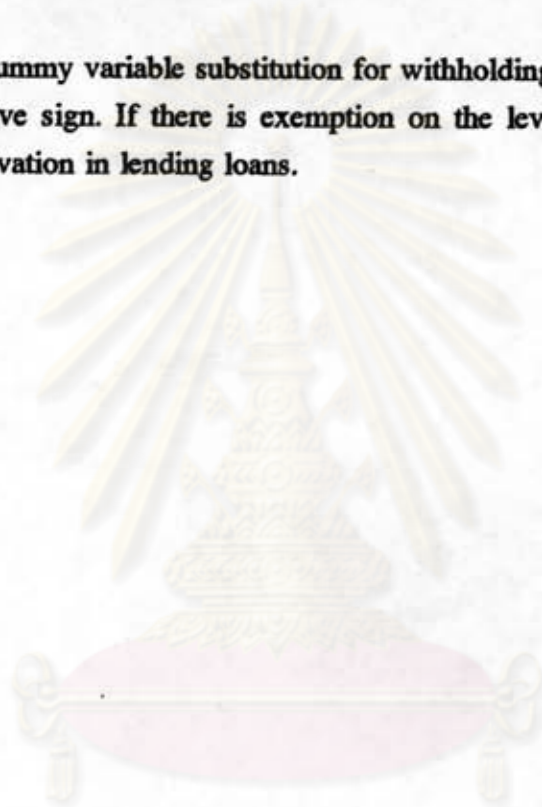 ummy variable substitution for withholding
ve sign. If there is exemption on the lev
vation in lending loans.